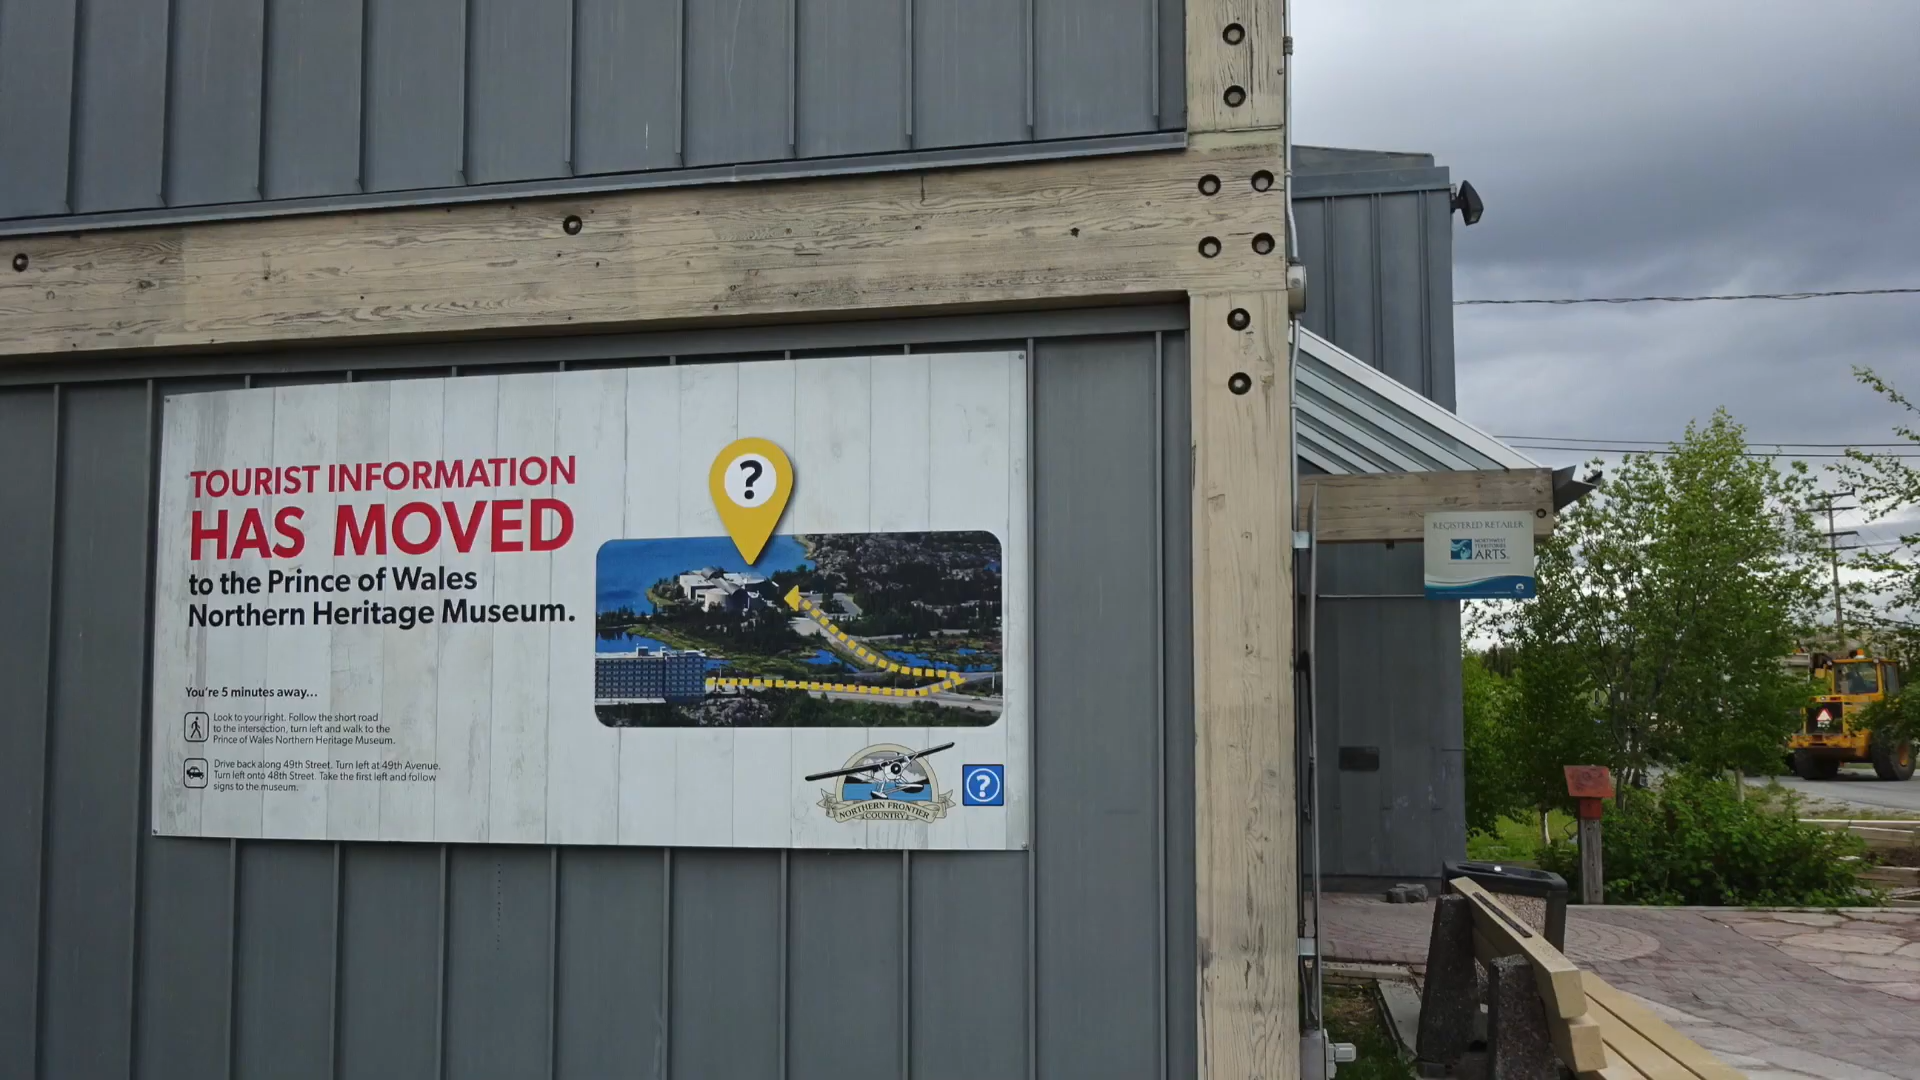 TOURIST INFORMATION
HAS MOVED
to the Prince of Wales
Northern Heritage Museum.
You're 5 minutes away...
Look to your right. Follow the short road
to the intersection, turn left and walk to the
Prince of Wales Northern Heritage Museum.
Drive back along 49th Street. Turn left at 49th Avenue.
Turn left onto 48th Street. Take the first left and follow
signs to the museum.
?
NORTHERN FRONTIER
COUNTRY
?
REGISTERED RETAILER
NORTHWEST
TERRITORIES
ARTS.